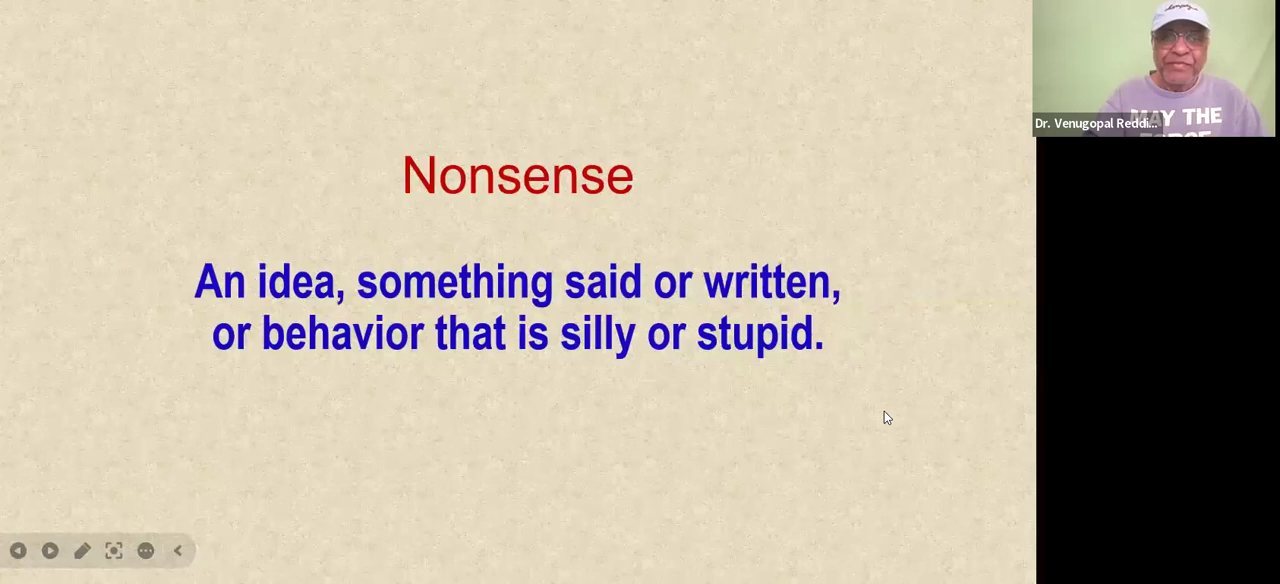 Nonsense
An idea, something said or written,
or behavior that is silly or stupid.
Dr. Venugopal Reddi...
MAY THE